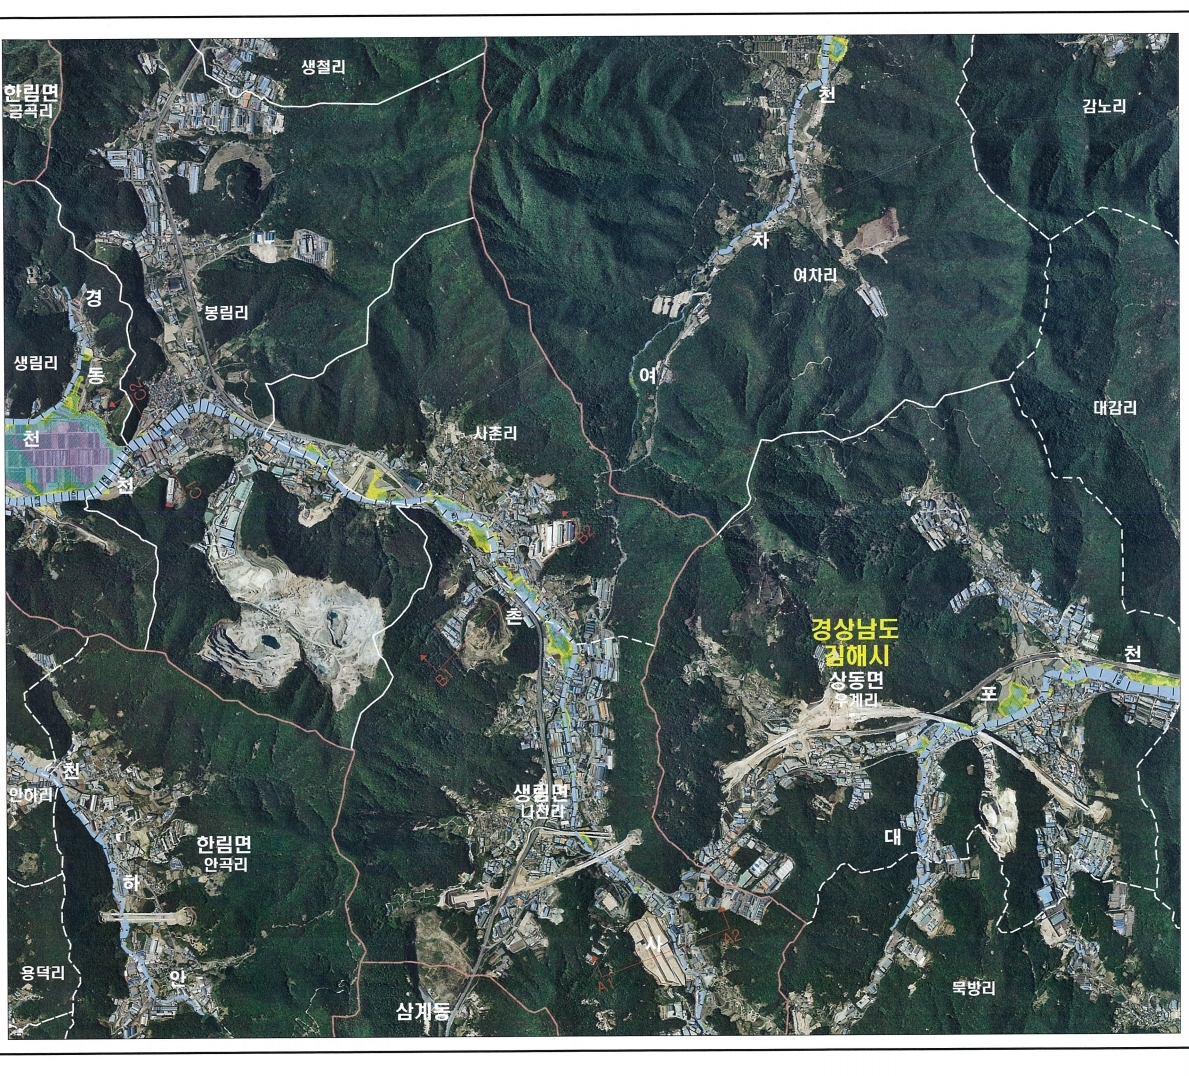 생철리
천
한림면
금곡리
감노리
차
여차리
경
봉림리
생림리
동
여
C2
대감리
사촌리
천
천
C1
B2
촌
경상남도
김해시
상동면
우계리
천
포
B1
천
안하리
생림면
나전리
한림면
안곡리
대
하
사
A2
용덕리
안
A1
묵방리
삼계동